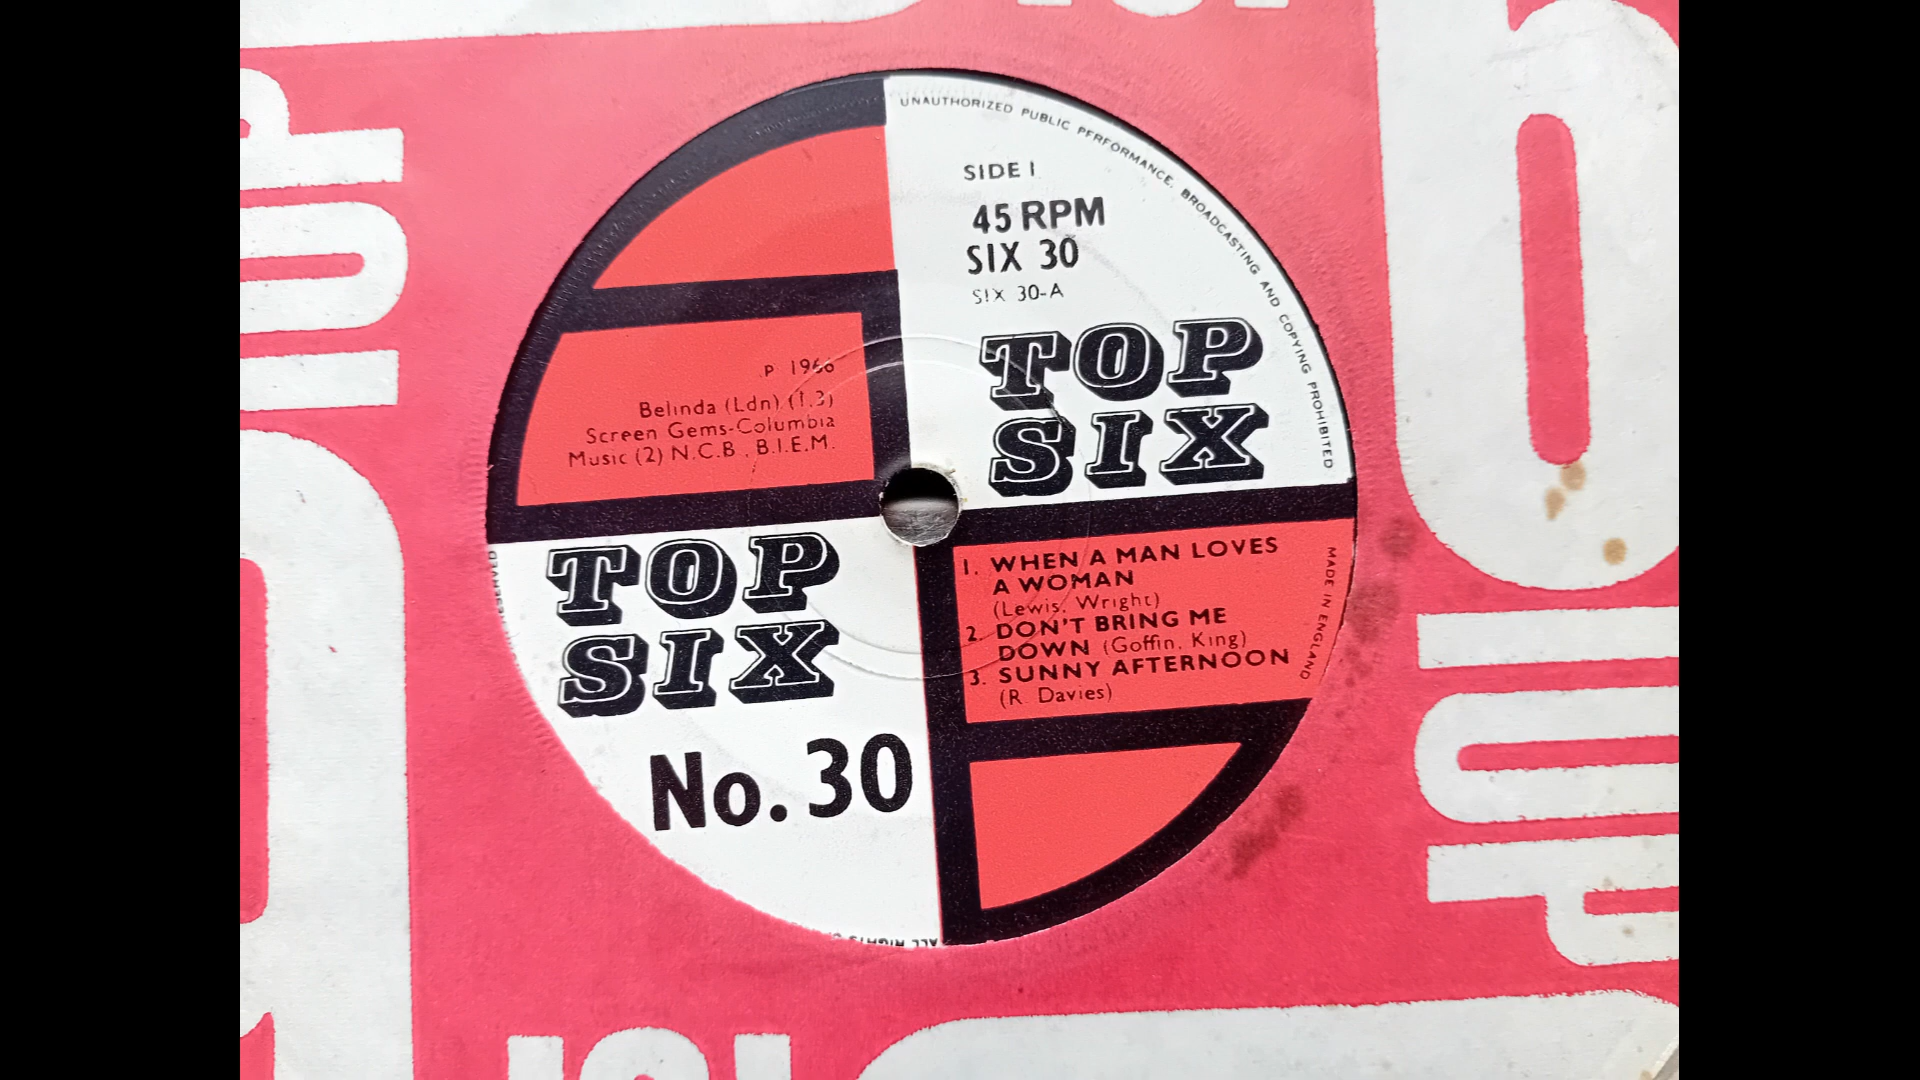 UNAUTHORIZED PUBLIC PERFORMANCE, BROADCASTING AND COPYING PROHIBITED
SIDE I
45 RPM
SIX 30
SIX 30-A
TOP
SIX
P 1966
Belinda (Ldn) (1,3)
Screen Gems-Columbia
Music (2) N.C.B. B.I.E.M.
TOP
SIX
No. 30
1. WHEN A MAN LOVES
A WOMAN
(Lewis, Wright)
2. DON'T BRING ME
DOWN (Goffin, King)
3. SUNNY AFTERNOON
(R. Davies)
MADE IN ENGLAND
ALL RIGHTS